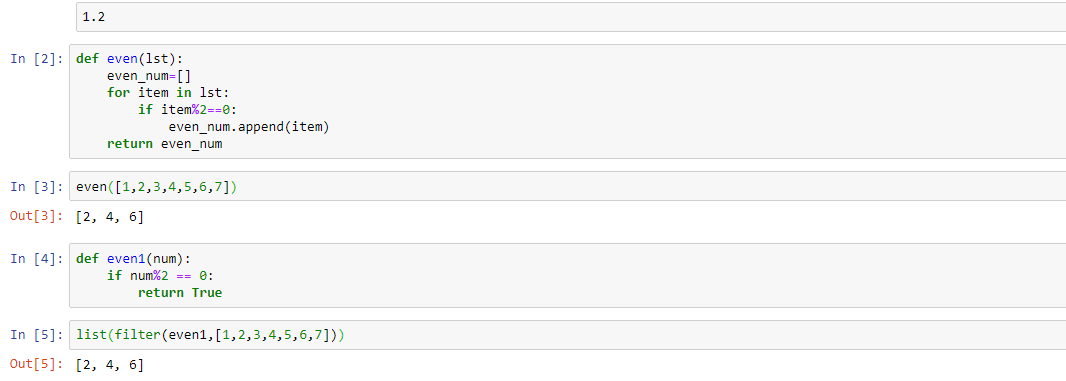 1.2
In [2]: def even(lst):
    even_num=[]
    for item in lst:
        if item%2==0:
            even_num.append(item)
    return even_num
In [3]: even([1,2,3,4,5,6,7])
Out[3]: [2, 4, 6]
In [4]: def even1(num):
    if num%2 == 0:
        return True
In [5]: list(filter(even1,[1,2,3,4,5,6,7]))
Out[5]: [2, 4, 6]